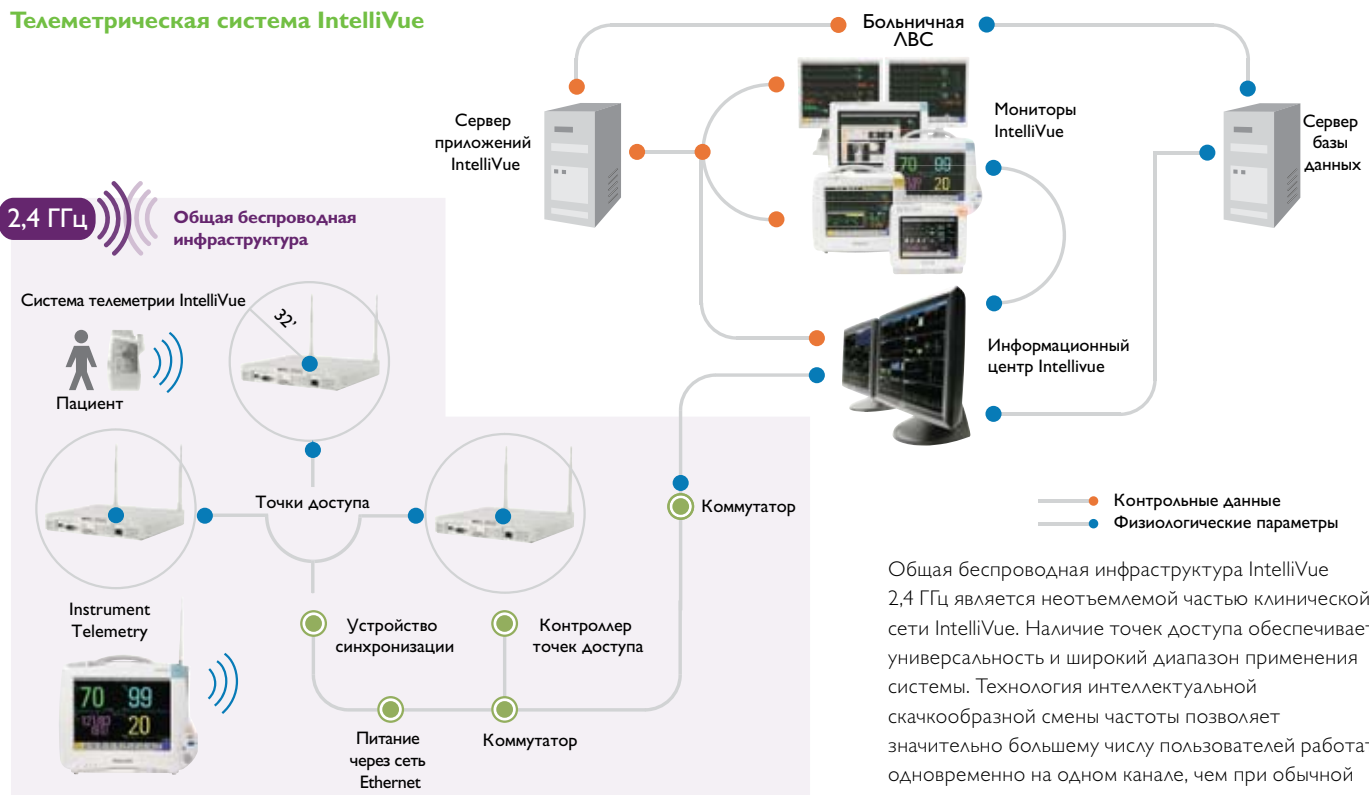 Телеметрическая система IntelliVue
Больничная
ЛВС
Сервер
приложений
IntelliVue
Мониторы
IntelliVue
Сервер
базы
данных
2,4 ГГц
Общая беспроводная
инфраструктура
Система телеметрии IntelliVue
32'
Пациент
Информационный
центр Intellivue
Точки доступа
Коммутатор
Контрольные данные
Физиологические параметры
Instrument
Telemetry
70 99
20
Устройство
синхронизации
Контроллер
точек доступа
Питание
через сеть
Ethernet
Коммутатор
70 99
20
Общая беспроводная инфраструктура IntelliVue
2,4 ГГц является неотъемлемой частью клинической
сети IntelliVue. Наличие точек доступа обеспечивает
универсальность и широкий диапазон применения
системы. Технология интеллектуальной
скачкообразной смены частоты позволяет
значительно большему числу пользователей работат
одновременно на одном канале, чем при обычной